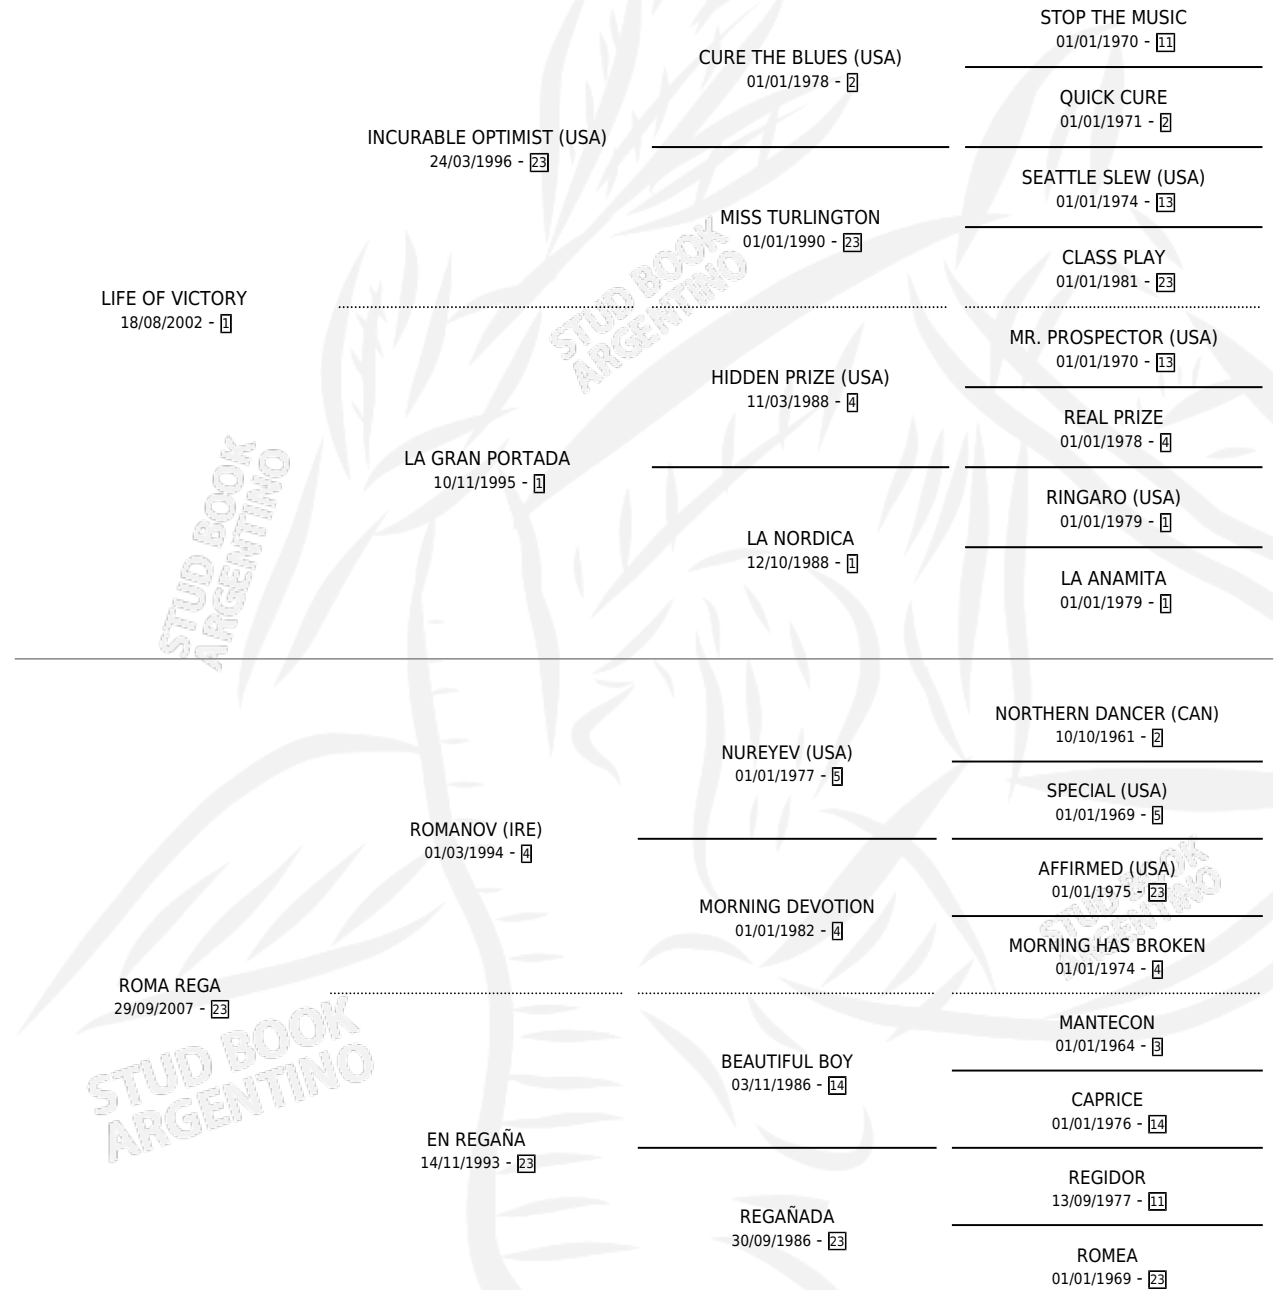 STOP THE MUSIC
01/01/1970 - 11
CURE THE BLUES (USA)
01/01/1978 - 2
QUICK CURE
01/01/1971 - 2
INCURABLE OPTIMIST (USA)
24/03/1996 - 23
SEATTLE SLEW (USA)
01/01/1974 - 13
MISS TURLINGTON
01/01/1990 - 23
CLASS PLAY
01/01/1981 - 23
LIFE OF VICTORY
18/08/2002 - 1
STUD BOOK
ARGENTINO
MR. PROSPECTOR (USA)
01/01/1970 - 13
HIDDEN PRIZE (USA)
11/03/1988 - 4
REAL PRIZE
01/01/1978 - 4
LA GRAN PORTADA
10/11/1995 - 1
RINGARO (USA)
01/01/1979 - 1
LA NORDICA
12/10/1988 - 1
LA ANAMITA
01/01/1979 - 1
STUD BOOK
ARGENTINO
NORTHERN DANCER (CAN)
10/10/1961 - 2
NUREYEV (USA)
01/01/1977 - 5
SPECIAL (USA)
01/01/1969 - 5
ROMANOV (IRE)
01/03/1994 - 4
AFFIRMED (USA)
01/01/1975 - 23
MORNING DEVOTION
01/01/1982 - 4
STUD BOOK
ARGENTINO
MORNING HAS BROKEN
01/01/1974 - 4
ROMA REGA
29/09/2007 - 23
STUD BOOK
ARGENTINO
MANTECON
01/01/1964 - 3
BEAUTIFUL BOY
03/11/1986 - 14
CAPRICE
01/01/1976 - 14
EN REGAÑA
14/11/1993 - 23
REGIDOR
13/09/1977 - 11
REGAÑADA
30/09/1986 - 23
ROMEA
01/01/1969 - 23